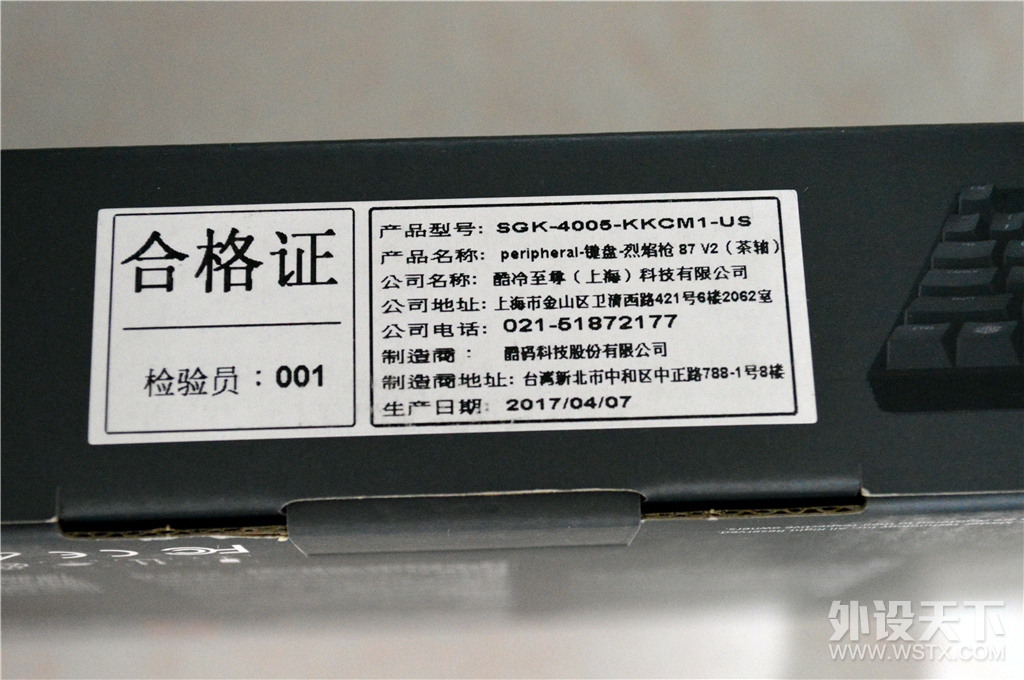 合格证
检验员：001
产品型号：SGK-4005-KKCM1-US
产品名称：peripheral-键盘-烈焰枪 87 V2（茶轴）
公司名称：酷冷至尊（上海）科技有限公司
公司地址：上海市金山区卫清西路421号6楼2062室
公司电话：021-51872177
制造商：酷码科技股份有限公司
制造商地址：台湾新北市中和区中正路788-1号8楼
生产日期：2017/04/07
外设天下
WWW.WSTX.COM